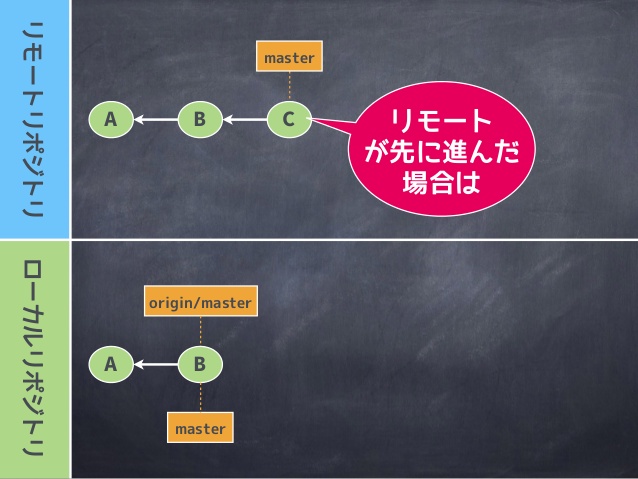 リモートリポジトリ
master
A
B
C
リモート
が先に進んだ
場合は
ローカルリポジトリ
origin/master
A
B
master